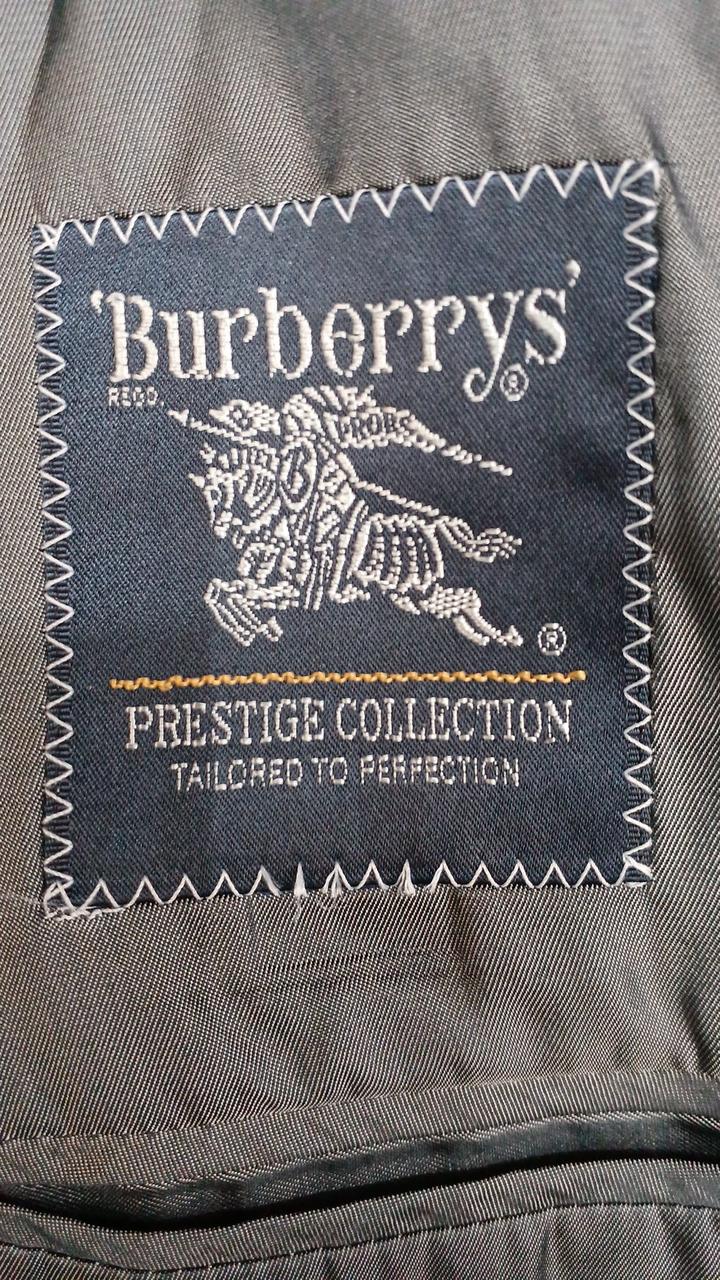 'Burberrys'®
REGD.
PRORSUM
B
®
PRESTIGE COLLECTION
TAILORED TO PERFECTION